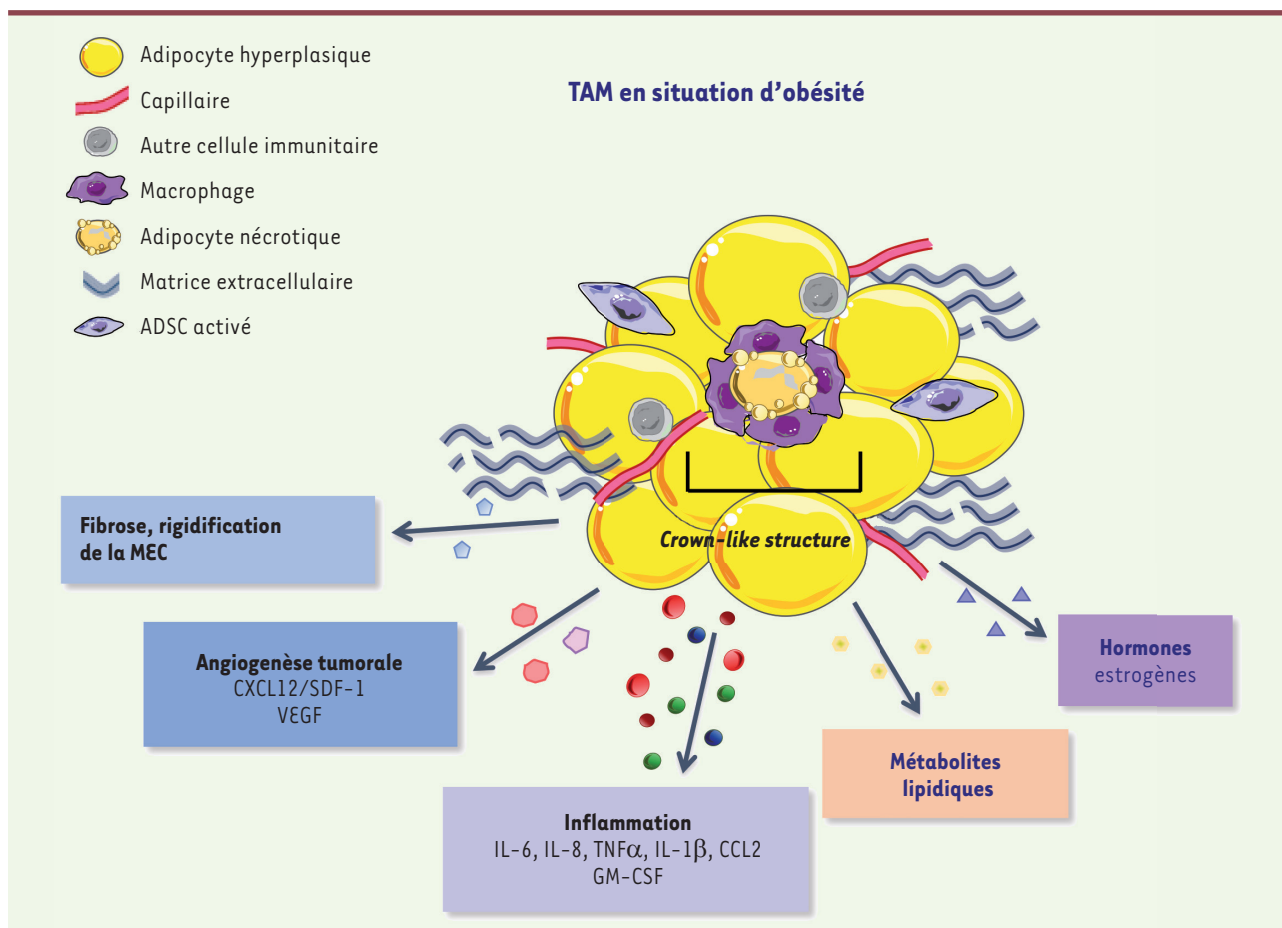 Adipocyte hyperplasique
Capillaire
Autre cellule immunitaire
Macrophage
Adipocyte nécrotique
Matrice extracellulaire
ADSC activé
TAM en situation d’obésité
Crown-like structure
Fibrose, rigidification
de la MEC
Angiogenèse tumorale
CXCL12/SDF-1
VEGF
Inflammation
IL-6, IL-8, TNFα, IL-1β, CCL2
GM-CSF
Métabolites
lipidiques
Hormones
estrogènes